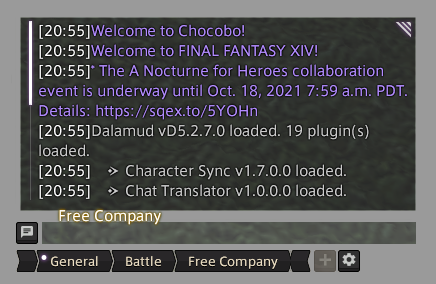 [20:55]Welcome to Chocobo!
[20:55]Welcome to FINAL FANTASY XIV!
[20:55]* The A Nocturne for Heroes collaboration
event is underway until Oct. 18, 2021 7:59 a.m. PDT.
Details: https://sqex.to/5YOHn
[20:55]Dalamud vD5.2.7.0 loaded. 19 plugin(s)
loaded.
[20:55] Character Sync v1.7.0.0 loaded.
[20:55] Chat Translator v1.0.0.0 loaded.
Free Company
General Battle Free Company